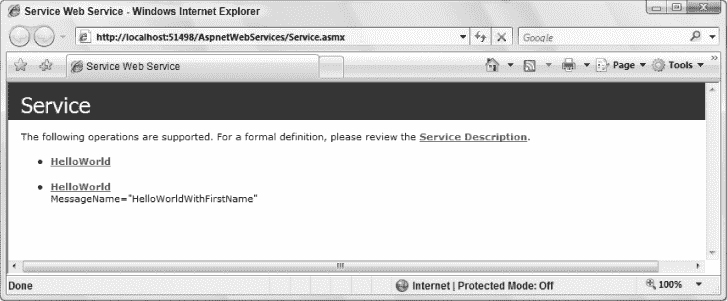 Service Web Service - Windows Internet Explorer
http://localhost:51498/AspnetWebServices/Service.asmx
Google
Service Web Service
Page
Tools
Service
The following operations are supported. For a formal definition, please review the Service Description.
• HelloWorld
• HelloWorld
MessageName="HelloWorldWithFirstName"
Done
Internet | Protected Mode: Off
100%